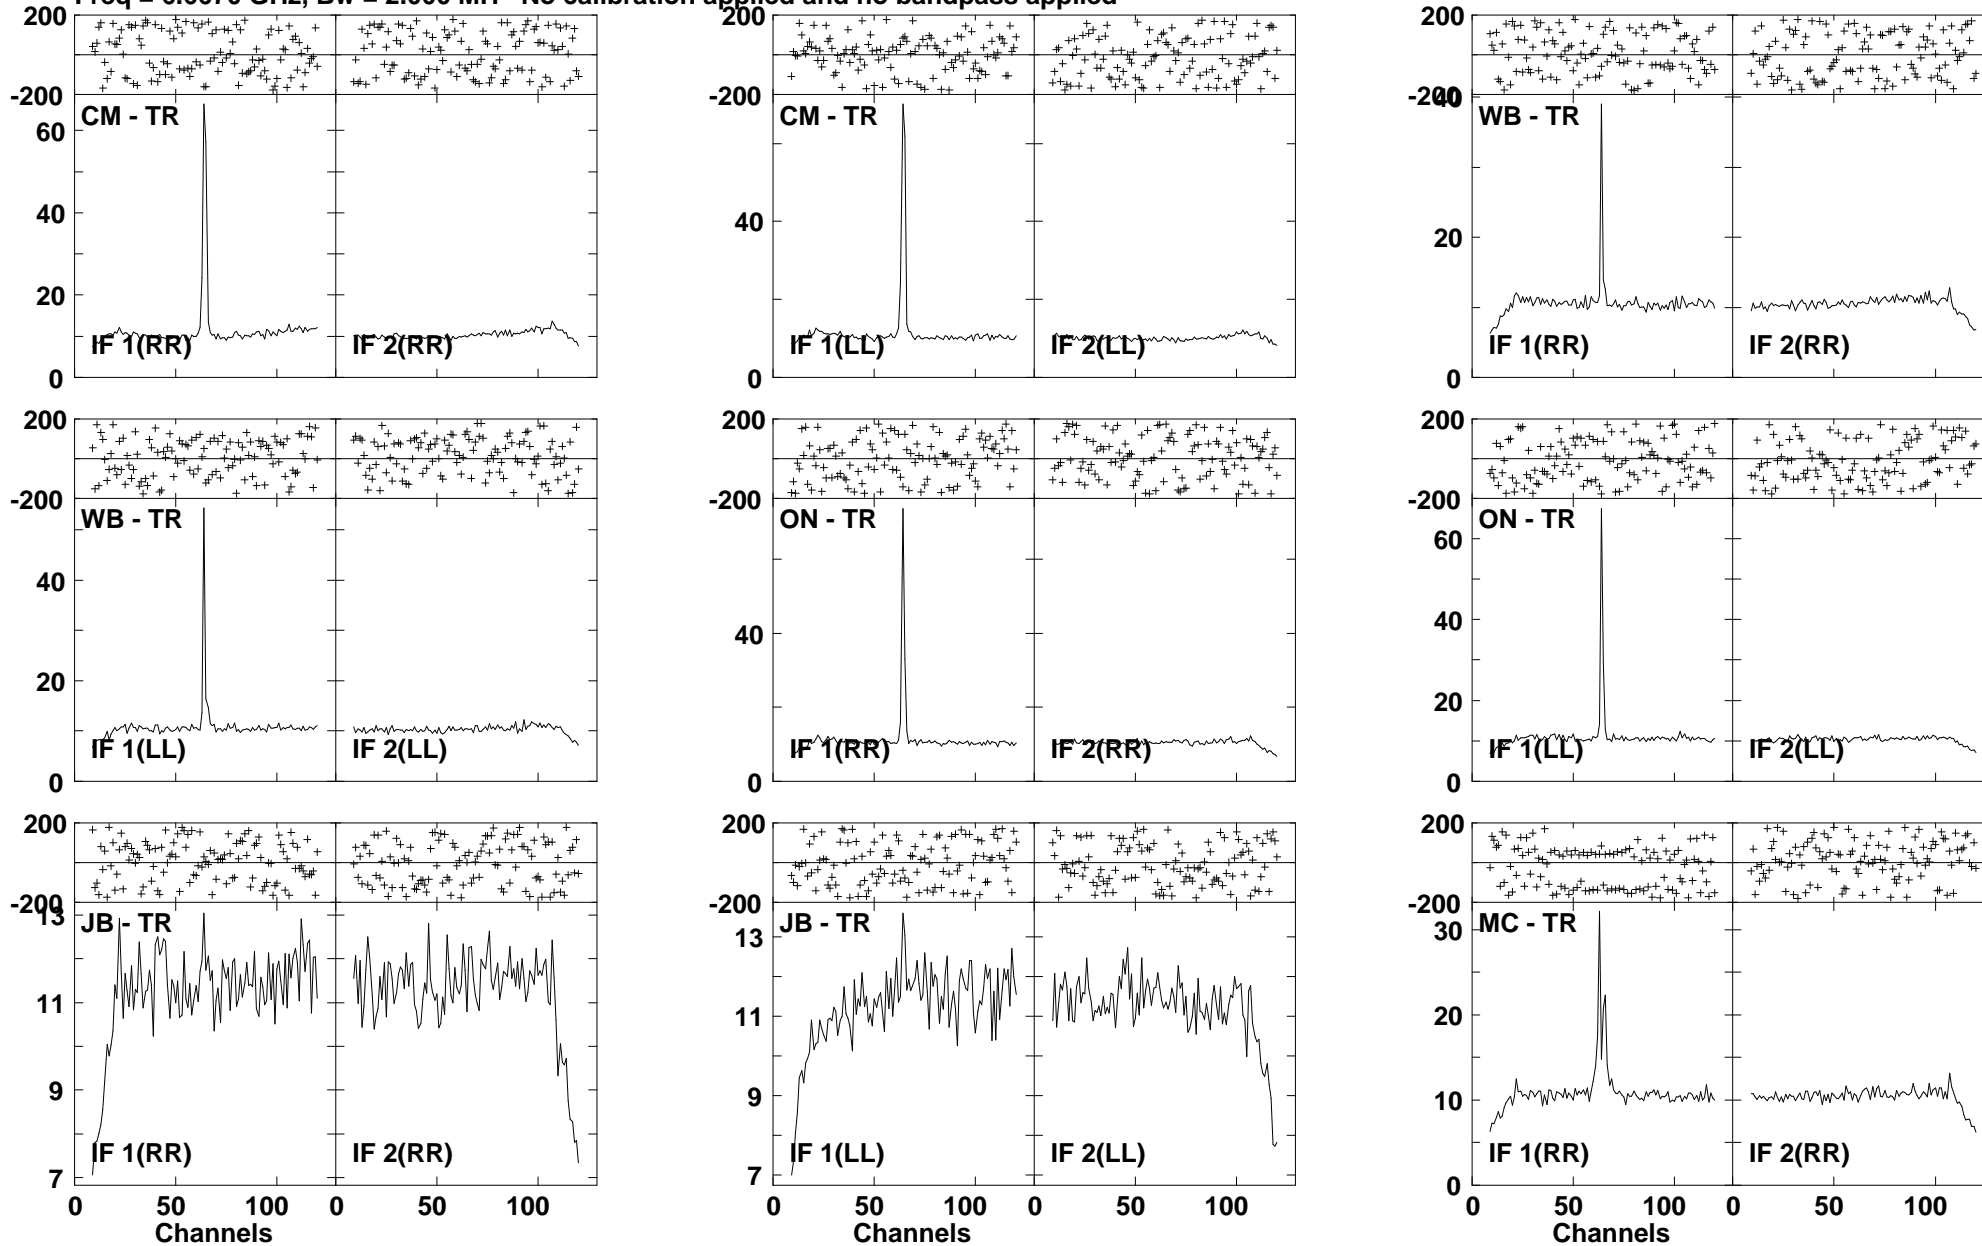 No calibration applied and no bandpass applied
200 200 200
-200 -200 -200
CM - TR CM - TR WB - TR
60 40
40 40 20
20
IF 1(RR) IF 2(RR) IF 1(LL) IF 2(LL) IF 1(RR) IF 2(RR)
0 0 0
200 200 200
-200 -200 -200
WB - TR ON - TR ON - TR
60
40 40 40
20 20
IF 1(LL) IF 2(LL) IF 1(RR) IF 2(RR) IF 1(LL) IF 2(LL)
0 0 0
200 200 200
-200 -200 -200
13 JB - TR JB - TR MC - TR
13 30
11 11 20
9 9 10
IF 1(RR) IF 2(RR) IF 1(LL) IF 2(LL) IF 1(RR) IF 2(RR)
7 7 0
0 50 100 0 50 100 0 50 100 0 50 100 0 50 100 0 50 100
Channels Channels Channels